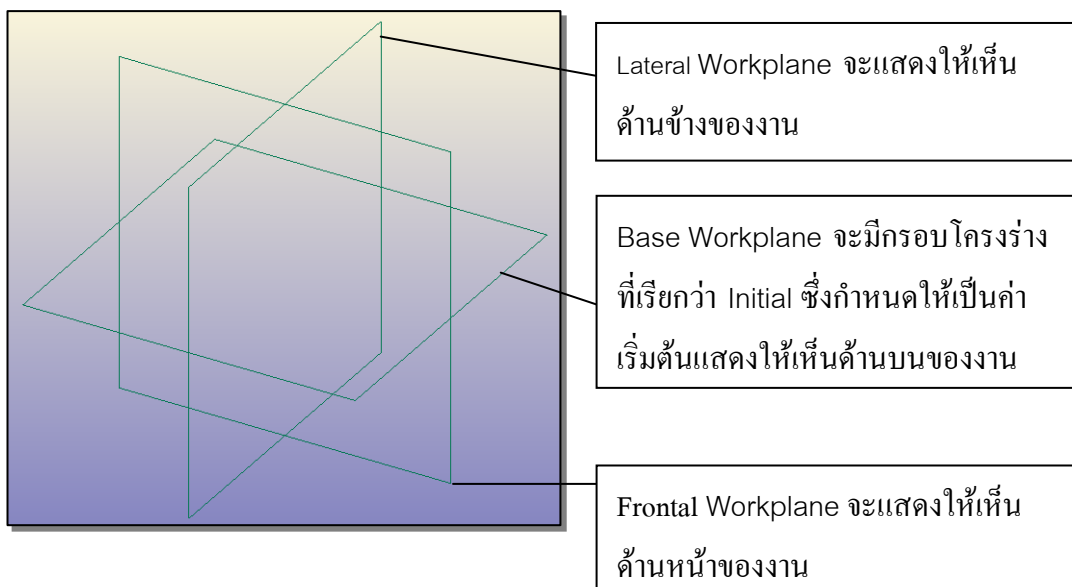 Lateral Workplane จะแสดงให้เห็น
ด้านข้างของงาน
Base Workplane จะมีกรอบโครงร่าง
ที่เรียกว่า Initial ซึ่งกำหนดให้เป็นค่า
เริ่มต้นแสดงให้เห็นด้านบนของงาน
Frontal Workplane จะแสดงให้เห็น
ด้านหน้าของงาน